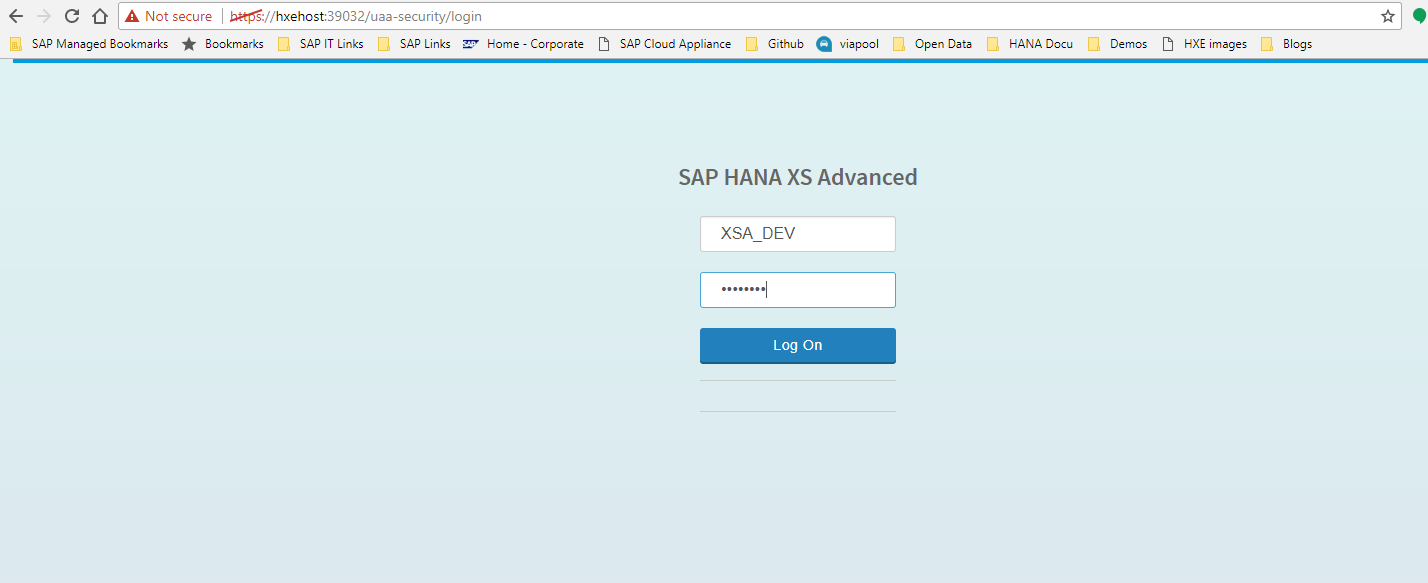 Not secure https://hxehost:39032/uaa-security/login
SAP Managed Bookmarks Bookmarks SAP IT Links SAP Links SAP Home - Corporate SAP Cloud Appliance Github viapool Open Data HANA Docu Demos HXE images Blogs
SAP HANA XS Advanced
XSA_DEV
••••••••
Log On